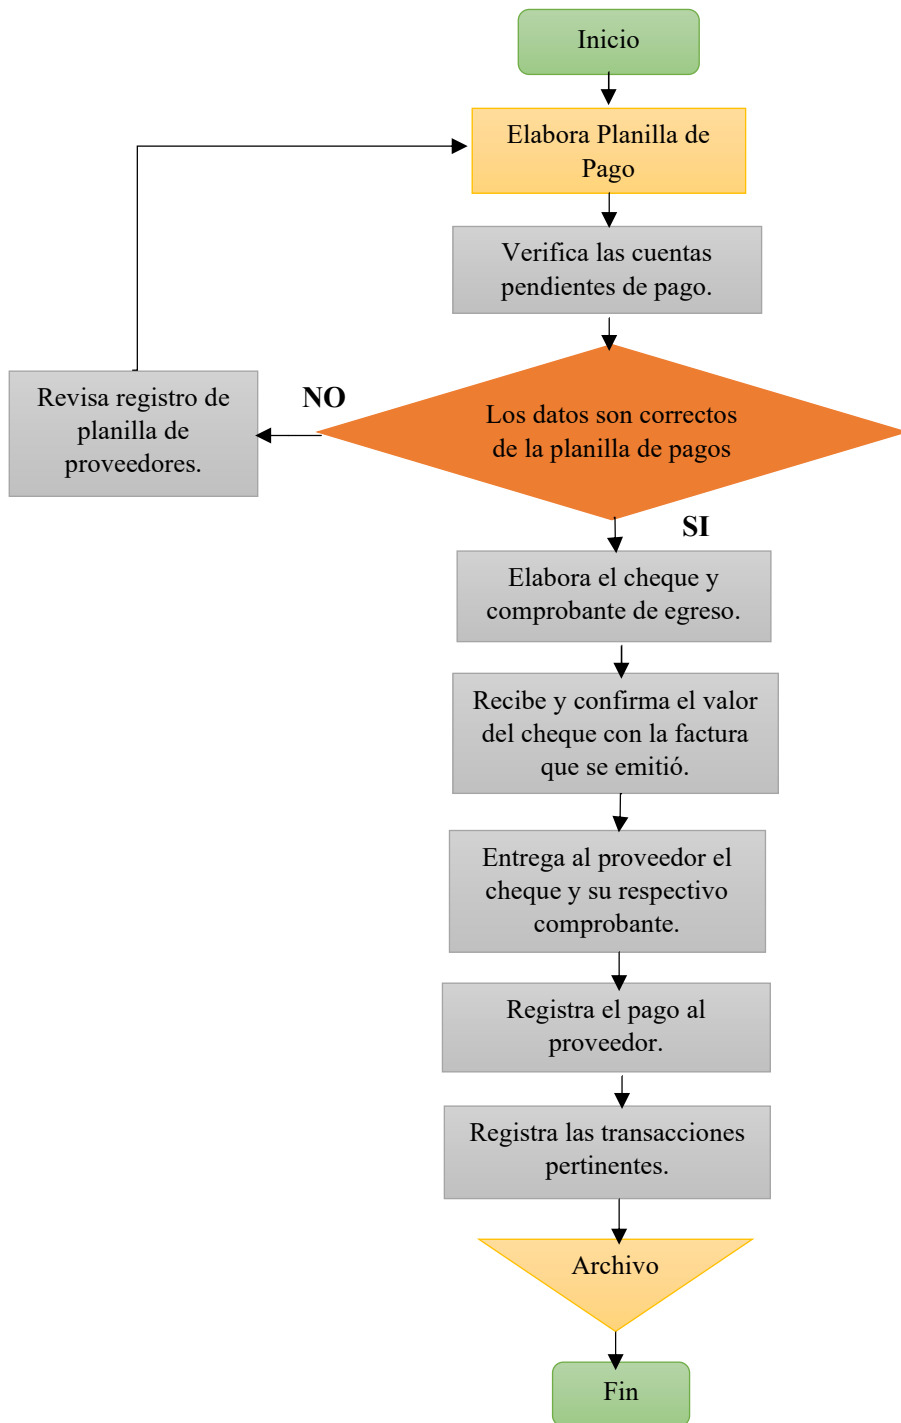 Inicio
Elabora Planilla de
Pago
Verifica las cuentas
pendientes de pago.
Revisa registro de
planilla de
proveedores.
NO
Los datos son correctos
de la planilla de pagos
SI
Elabora el cheque y
comprobante de egreso.
Recibe y confirma el valor
del cheque con la factura
que se emitió.
Entrega al proveedor el
cheque y su respectivo
comprobante.
Registra el pago al
proveedor.
Registra las transacciones
pertinentes.
Archivo
Fin